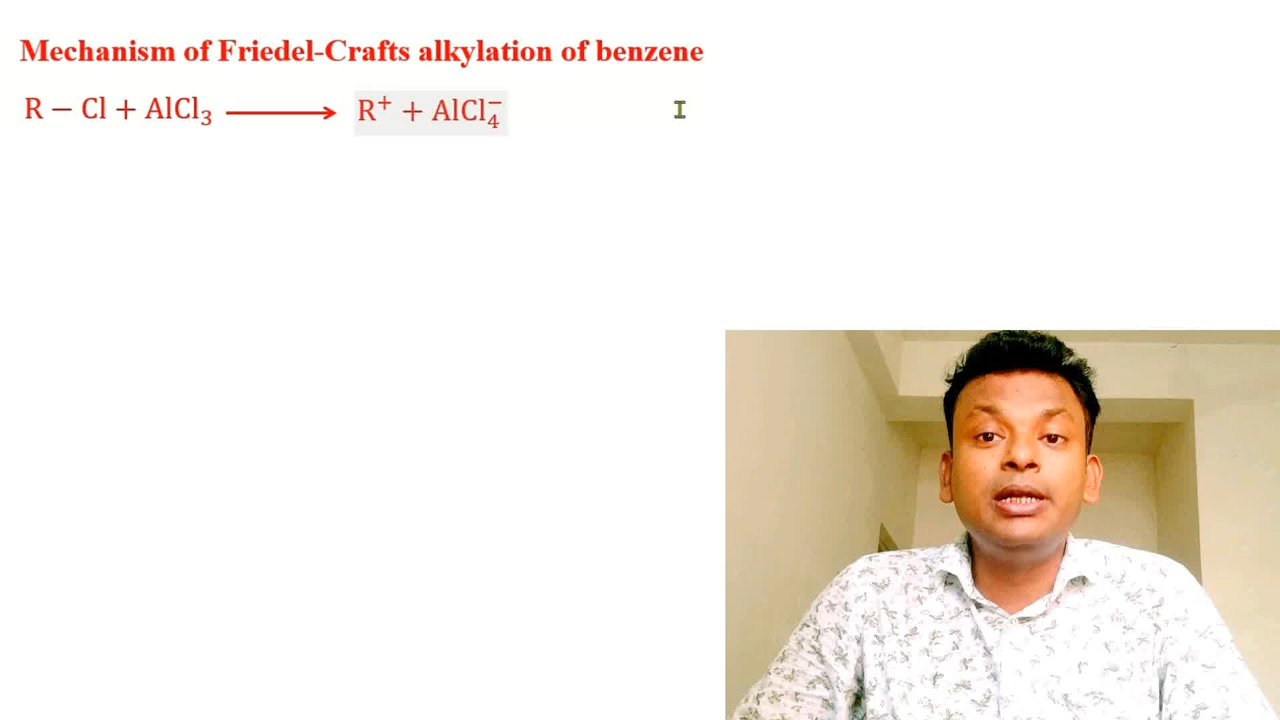 Mechanism of Friedel-Crafts alkylation of benzene
R − Cl + AlCl₃ ⟶ R⁺ + AlCl₄⁻